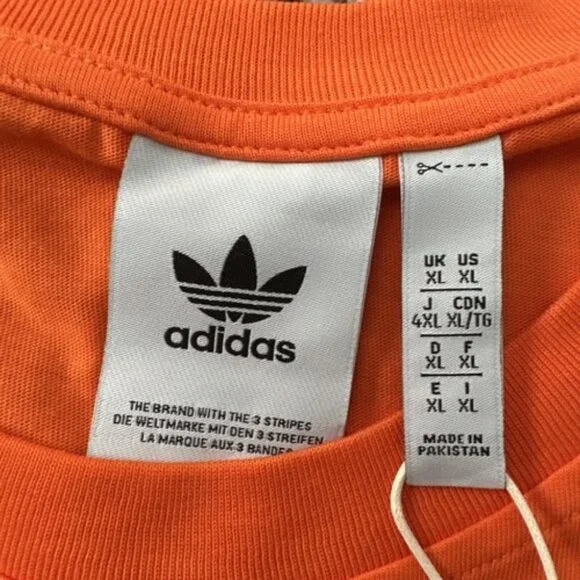 adidas
THE BRAND WITH THE 3 STRIPES
DIE WELTMARKE MIT DEN 3 STREIFEN
LA MARQUE AUX 3 BANDES
UK US
XL XL
J CDN
4XL XL/TG
D F
XL XL
E I
XL XL
MADE IN
PAKISTAN